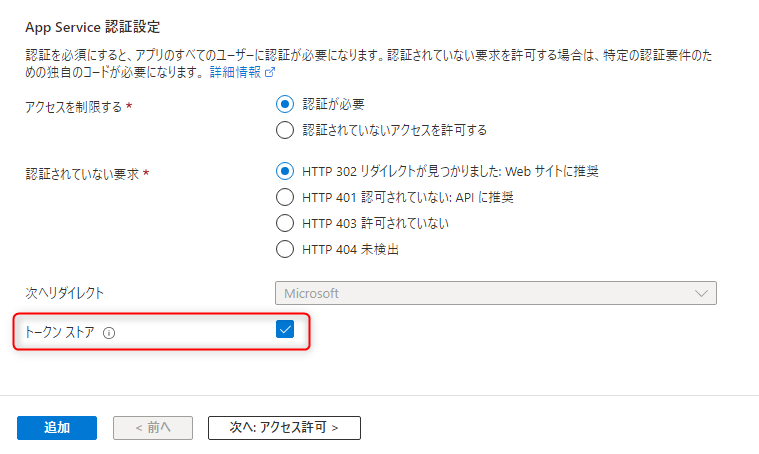 App Service 認証設定
認証を必須にすると、アプリのすべてのユーザーに認証が必要になります。認証されていない要求を許可する場合は、特定の認証要件のた
めの独自のコードが必要になります。 詳細情報
アクセスを制限する *
認証が必要
認証されていないアクセスを許可する
認証されていない要求 *
HTTP 302 リダイレクトが見つかりました: Web サイトに推奨
HTTP 401 認可されていない: API に推奨
HTTP 403 許可されていない
HTTP 404 未検出
次へリダイレクト
Microsoft
トークン ストア
追加
< 前へ
次へ: アクセス許可 >